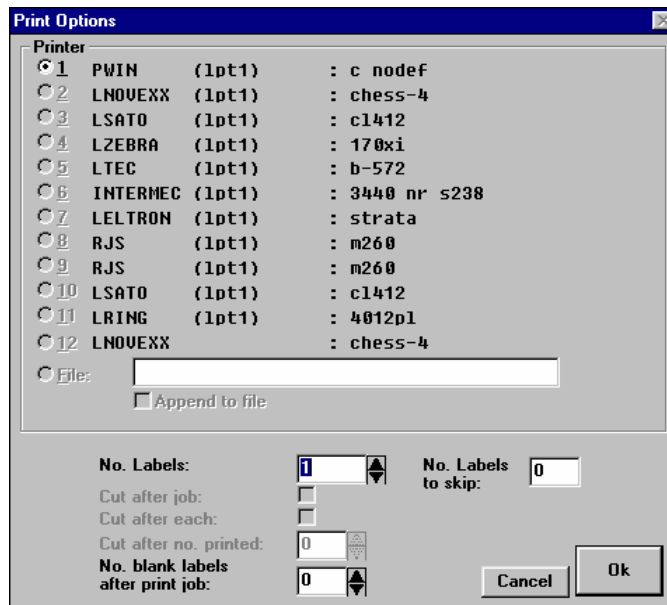 Print Options
Printer
1 PWIN (lpt1) : c nodef
2 LNOVEXX (lpt1) : chess-4
3 LSATO (lpt1) : cl412
4 LZEBRA (lpt1) : 170xi
5 LTEC (lpt1) : b-572
6 INTERMEC (lpt1) : 3440 nr s238
7 LELTRON (lpt1) : strata
8 RJS (lpt1) : m260
9 RJS (lpt1) : m260
10 LSATO (lpt1) : cl412
11 LRING (lpt1) : 4012pl
12 LNOVEXX : chess-4
File:
Append to file
No. Labels: 1 No. Labels to skip: 0
Cut after job:
Cut after each:
Cut after no. printed: 0
No. blank labels
after print job: 0
Cancel Ok